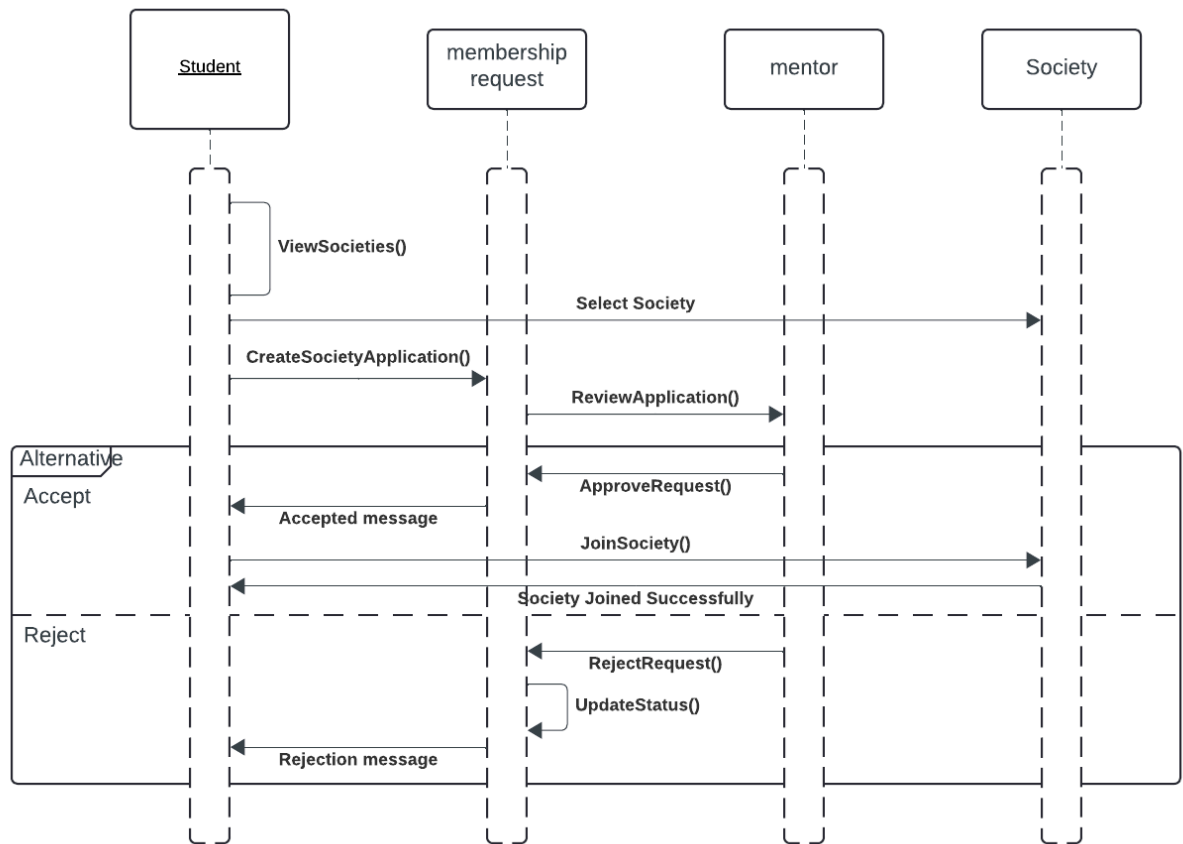 Student
membership
request
mentor
Society
ViewSocieties()
Select Society
CreateSocietyApplication()
ReviewApplication()
Alternative
Accept
ApproveRequest()
Accepted message
JoinSociety()
Society Joined Successfully
Reject
RejectRequest()
UpdateStatus()
Rejection message